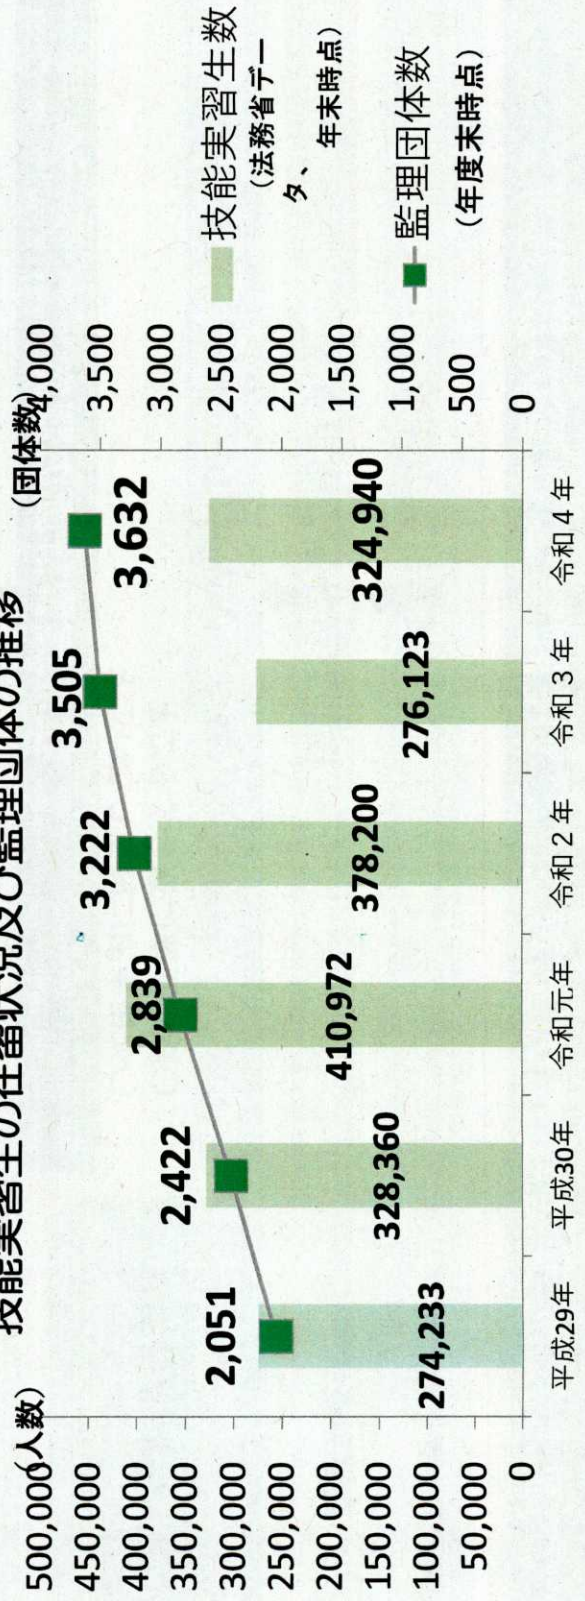 技能実習生の在留状況及び監理団体の推移
(人数)
(団体数)
500,000
450,000
400,000
350,000
300,000
250,000
200,000
150,000
100,000
50,000
0
4,000
3,500
3,000
2,500
2,000
1,500
1,000
500
0
2,051
2,422
2,839
3,222
3,505
3,632
274,233
328,360
410,972
378,200
276,123
324,940
平成29年
平成30年
令和元年
令和2年
令和3年
令和4年
技能実習生数
(法務省デー
タ、
年末時点)
監理団体数
(年度末時点)